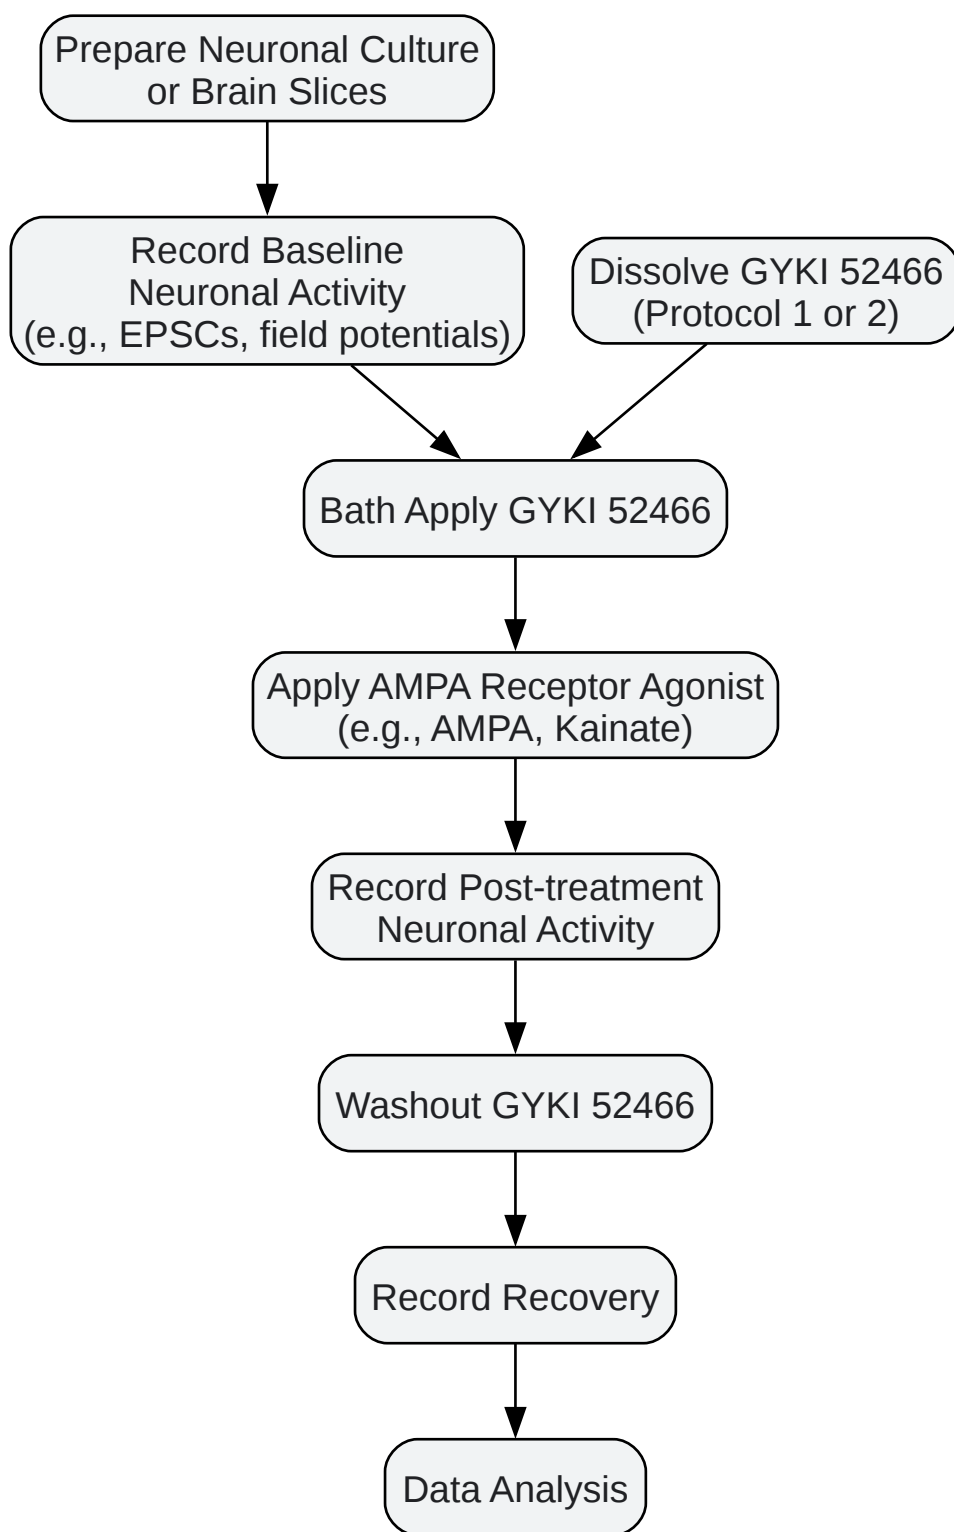 Prepare Neuronal Culture
or Brain Slices
Record Baseline
Neuronal Activity
(e.g., EPSCs, field potentials)
Dissolve GYKI 52466
(Protocol 1 or 2)
Bath Apply GYKI 52466
Apply AMPA Receptor Agonist
(e.g., AMPA, Kainate)
Record Post-treatment
Neuronal Activity
Washout GYKI 52466
Record Recovery
Data Analysis